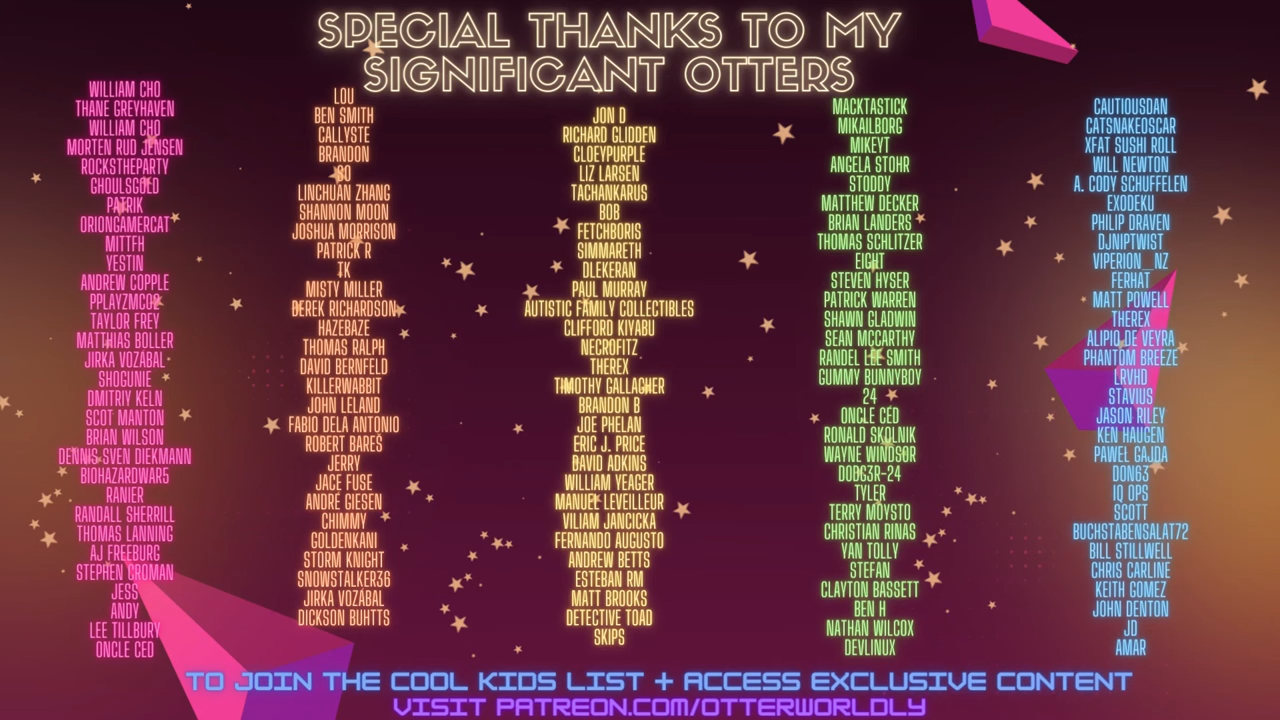 SPECIAL THANKS TO MY
SIGNIFICANT OTTERS
WILLIAM CHO
THANE GREYHAVEN
WILLIAM CHO
MORTEN RUD JENSEN
ROCKSTHEPARTY
GHOULSGOLD
PATRIK
ORIONGAMERCAT
MITTFH
YESTIN
ANDREW COPPLE
PPLAYZMC02
TAYLOR FREY
MATTHIAS BOLLER
JIRKA VOZÁBAL
SHOGUNIE
DMITRIY KELN
SCOT MANTON
BRIAN WILSON
DENNIS SVEN DIEKMANN
BIOHAZARDWAR5
RANIER
RANDALL SHERRILL
THOMAS LANNING
AJ FREEBURG
STEPHEN CROMAN
JESS
ANDY
LEE TILLBURY
ONCLE CED
LOU
BEN SMITH
CALLYSTE
BRANDON
BO
LINCHUAN ZHANG
SHANNON MOON
JOSHUA MORRISON
PATRICK R
TK
MISTY MILLER
DEREK RICHARDSON
HAZEBAZE
THOMAS RALPH
DAVID BERNFELD
KILLERWABBIT
JOHN LELAND
FABIO DELA ANTONIO
ROBERT BARES
JERRY
JACE FUSE
ANDRÉ GIESEN
CHIMMY
GOLDENKANI
STORM KNIGHT
SNOWSTALKER36
JIRKA VOZÁBAL
DICKSON BUHTTS
JON D
RICHARD GLIDDEN
CLOEYPURPLE
LIZ LARSEN
TACHANKARUS
BOB
FETCHBORIS
SIMMARETH
DLEKERAN
PAUL MURRAY
AUTISTIC FAMILY COLLECTIBLES
CLIFFORD KIYABU
NECROFITZ
THEREX
TIMOTHY GALLAGHER
BRANDON B
JOE PHELAN
ERIC J. PRICE
DAVID ADKINS
WILLIAM YEAGER
MANUEL LEVEILLEUR
VILIAM JANCICKA
FERNANDO AUGUSTO
ANDREW BETTS
ESTEBAN RM
MATT BROOKS
DETECTIVE TOAD
SKIPS
MACKTASTICK
MIKAILBORG
MIKEYT
ANGELA STOHR
STODDY
MATTHEW DECKER
BRIAN LANDERS
THOMAS SCHLITZER
EIGHT
STEVEN HYSER
PATRICK WARREN
SHAWN GLADWIN
SEAN MCCARTHY
RANDEL LEE SMITH
GUMMY BUNNYBOY
24
ONCLE CED
RONALD SKOLNIK
WAYNE WINDSOR
DODG3R-24
TYLER
TERRY MOYSTO
CHRISTIAN RINAS
YAN TOLLY
STEFAN
CLAYTON BASSETT
BEN H
NATHAN WILCOX
DEVLINUX
CAUTIOUSDAN
CATSNAKEOSCAR
XFAT SUSHI ROLL
WILL NEWTON
A. CODY SCHUFFELEN
EXODEKU
PHILIP DRAVEN
DJNIPTWIST
VIPERION_NZ
FERHAT
MATT POWELL
THEREX
ALIPIO DE VEYRA
PHANTOM BREEZE
LRVHD
STAVIUS
JASON RILEY
KEN HAUGEN
PAWEL GAJDA
DON63
IQ OPS
SCOTT
BUCHSTABENSALAT72
BILL STILLWELL
CHRIS CARLINE
KEITH GOMEZ
JOHN DENTON
JD
AMAR
TO JOIN THE COOL KIDS LIST + ACCESS EXCLUSIVE CONTENT
VISIT PATREON.COM/OTTERWORLDLY